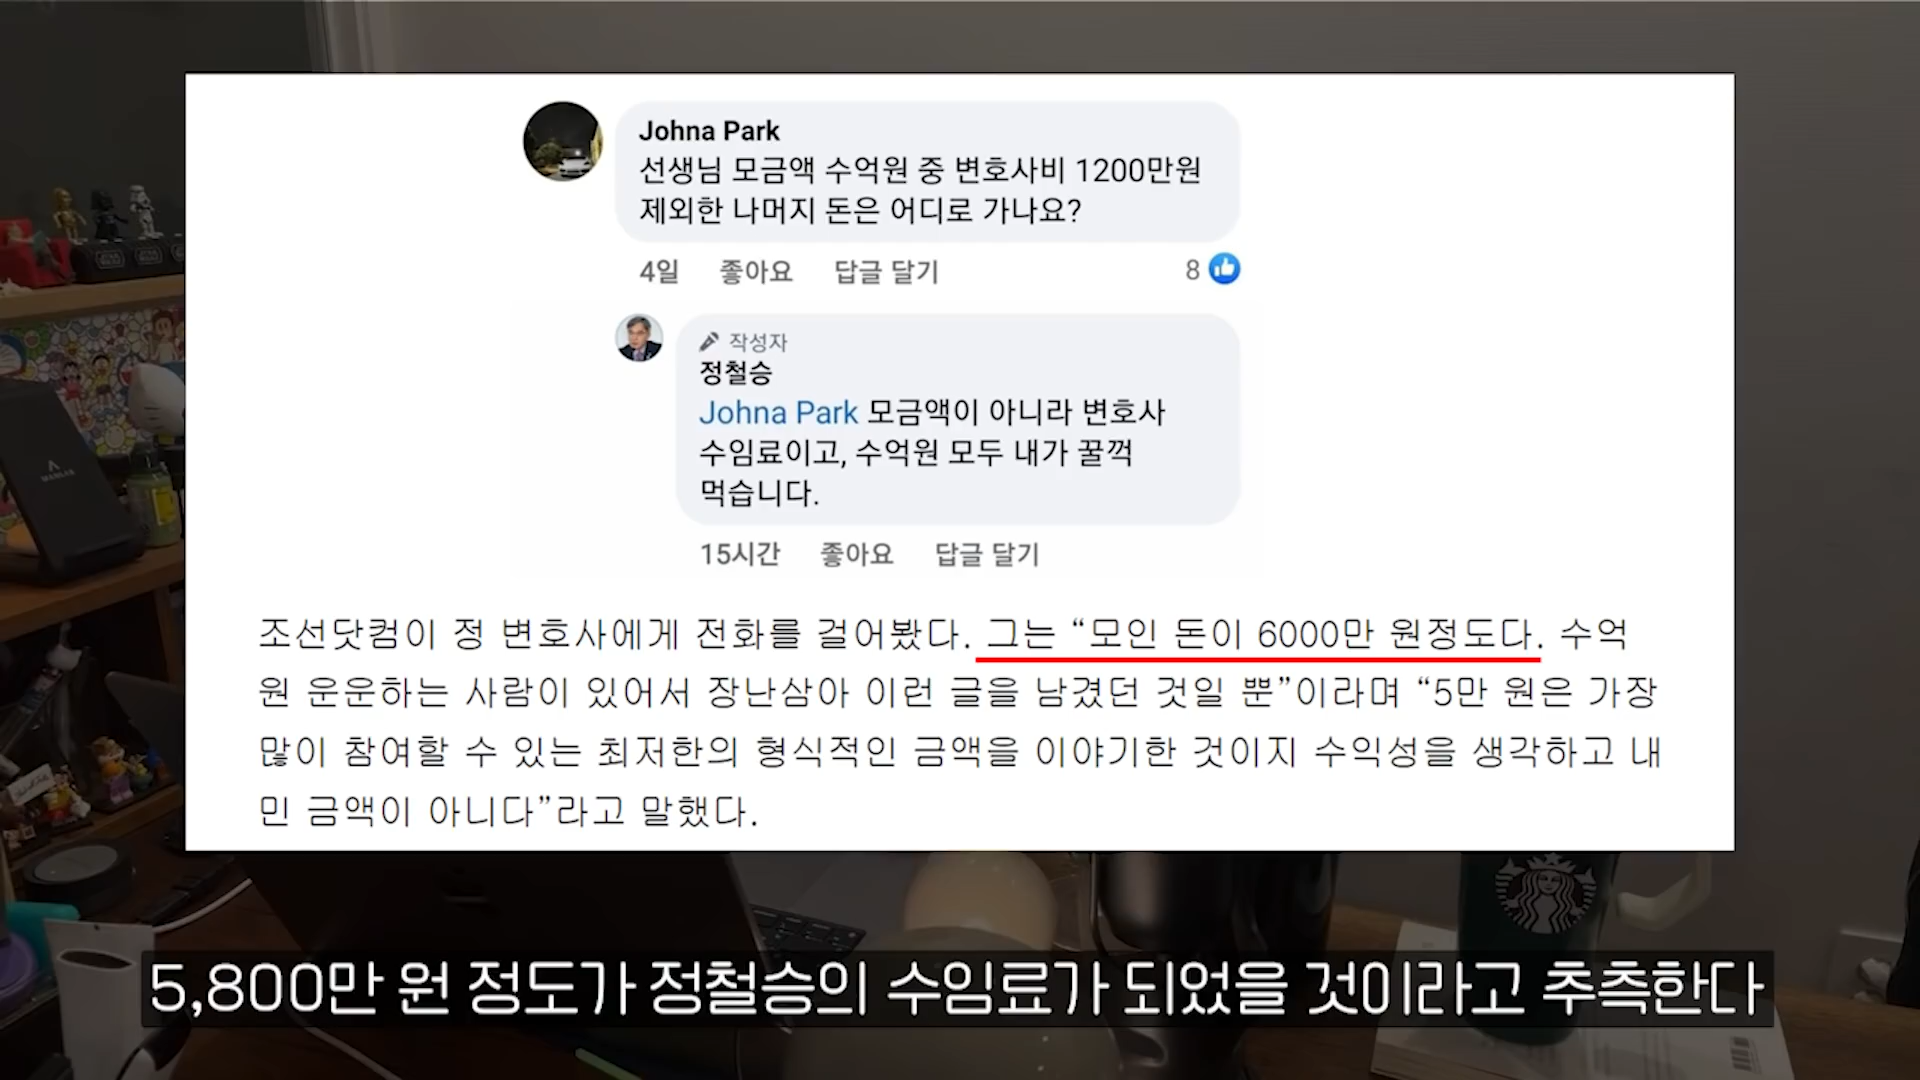 Johna Park
선생님 모금액 수억원 중 변호사비 1200만원
제외한 나머지 돈은 어디로 가나요?
4일 좋아요 답글 달기 8
작성자
정철승
Johna Park 모금액이 아니라 변호사
수임료이고, 수억원 모두 내가 꿀꺽
먹습니다.
15시간 좋아요 답글 달기
조선닷컴이 정 변호사에게 전화를 걸어봤다. 그는 “모인 돈이 6000만 원정도다. 수억
원 운운하는 사람이 있어서 장난삼아 이런 글을 남겼던 것일 뿐”이라며 “5만 원은 가장
많이 참여할 수 있는 최저한의 형식적인 금액을 이야기한 것이지 수익성을 생각하고 내
민 금액이 아니다”라고 말했다.
5,800만 원 정도가 정철승의 수임료가 되었을 것이라고 추측한다